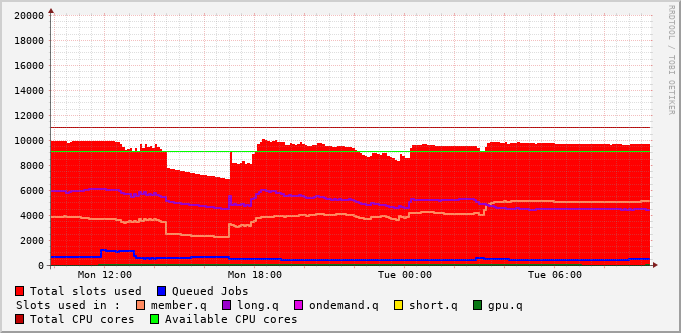 20000
18000
16000
14000
12000
10000
8000
6000
4000
2000
0
Mon 12:00 Mon 18:00 Tue 00:00 Tue 06:00
Total slots used Queued Jobs
Slots used in : member.q long.q ondemand.q short.q gpu.q
Total CPU cores Available CPU cores
RRDTOOL / TOBI OETIKER